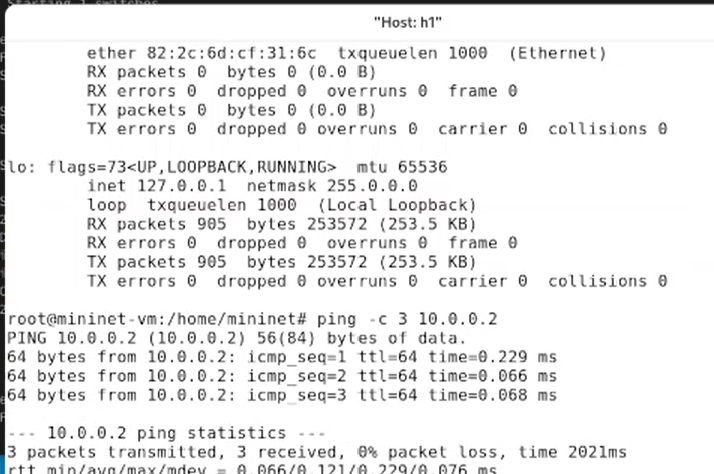 "Host: h1"
ether 82:2c:6d:cf:31:6c  txqueuelen 1000  (Ethernet)
RX packets 0  bytes 0 (0.0 B)
RX errors 0  dropped 0  overruns 0  frame 0
TX packets 0  bytes 0 (0.0 B)
TX errors 0  dropped 0 overruns 0  carrier 0  collisions 0
lo: flags=73<UP,LOOPBACK,RUNNING>  mtu 65536
inet 127.0.0.1  netmask 255.0.0.0
loop  txqueuelen 1000  (Local Loopback)
RX packets 905  bytes 253572 (253.5 KB)
RX errors 0  dropped 0  overruns 0  frame 0
TX packets 905  bytes 253572 (253.5 KB)
TX errors 0  dropped 0 overruns 0  carrier 0  collisions 0
root@mininet-vm:/home/mininet# ping -c 3 10.0.0.2
PING 10.0.0.2 (10.0.0.2) 56(84) bytes of data.
64 bytes from 10.0.0.2: icmp_seq=1 ttl=64 time=0.229 ms
64 bytes from 10.0.0.2: icmp_seq=2 ttl=64 time=0.066 ms
64 bytes from 10.0.0.2: icmp_seq=3 ttl=64 time=0.068 ms
--- 10.0.0.2 ping statistics ---
3 packets transmitted, 3 received, 0% packet loss, time 2021ms
rtt min/avg/max/mdev = 0.066/0.121/0.229/0.076 ms